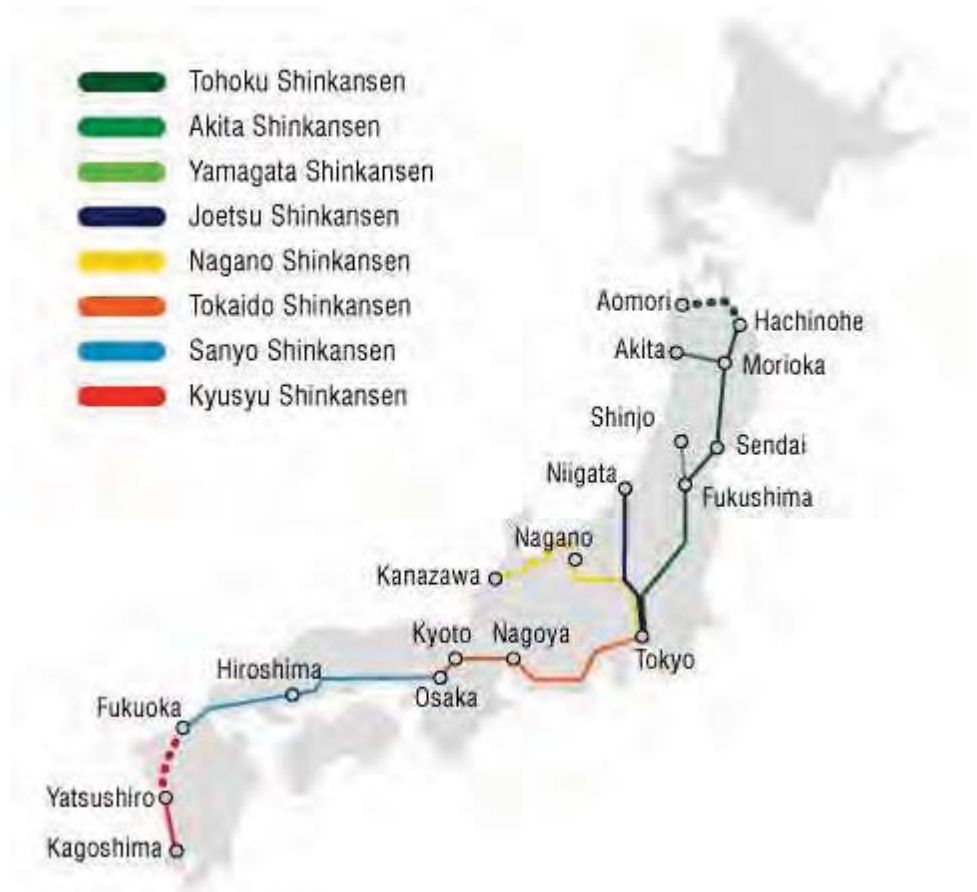 Tohoku Shinkansen
Akita Shinkansen
Yamagata Shinkansen
Joetsu Shinkansen
Nagano Shinkansen
Tokaido Shinkansen
Sanyo Shinkansen
Kyusyu Shinkansen
Aomori
Hachinohe
Akita
Morioka
Shinjo
Sendai
Niigata
Fukushima
Nagano
Kanazawa
Kyoto
Nagoya
Tokyo
Hiroshima
Osaka
Fukuoka
Yatsushiro
Kagoshima